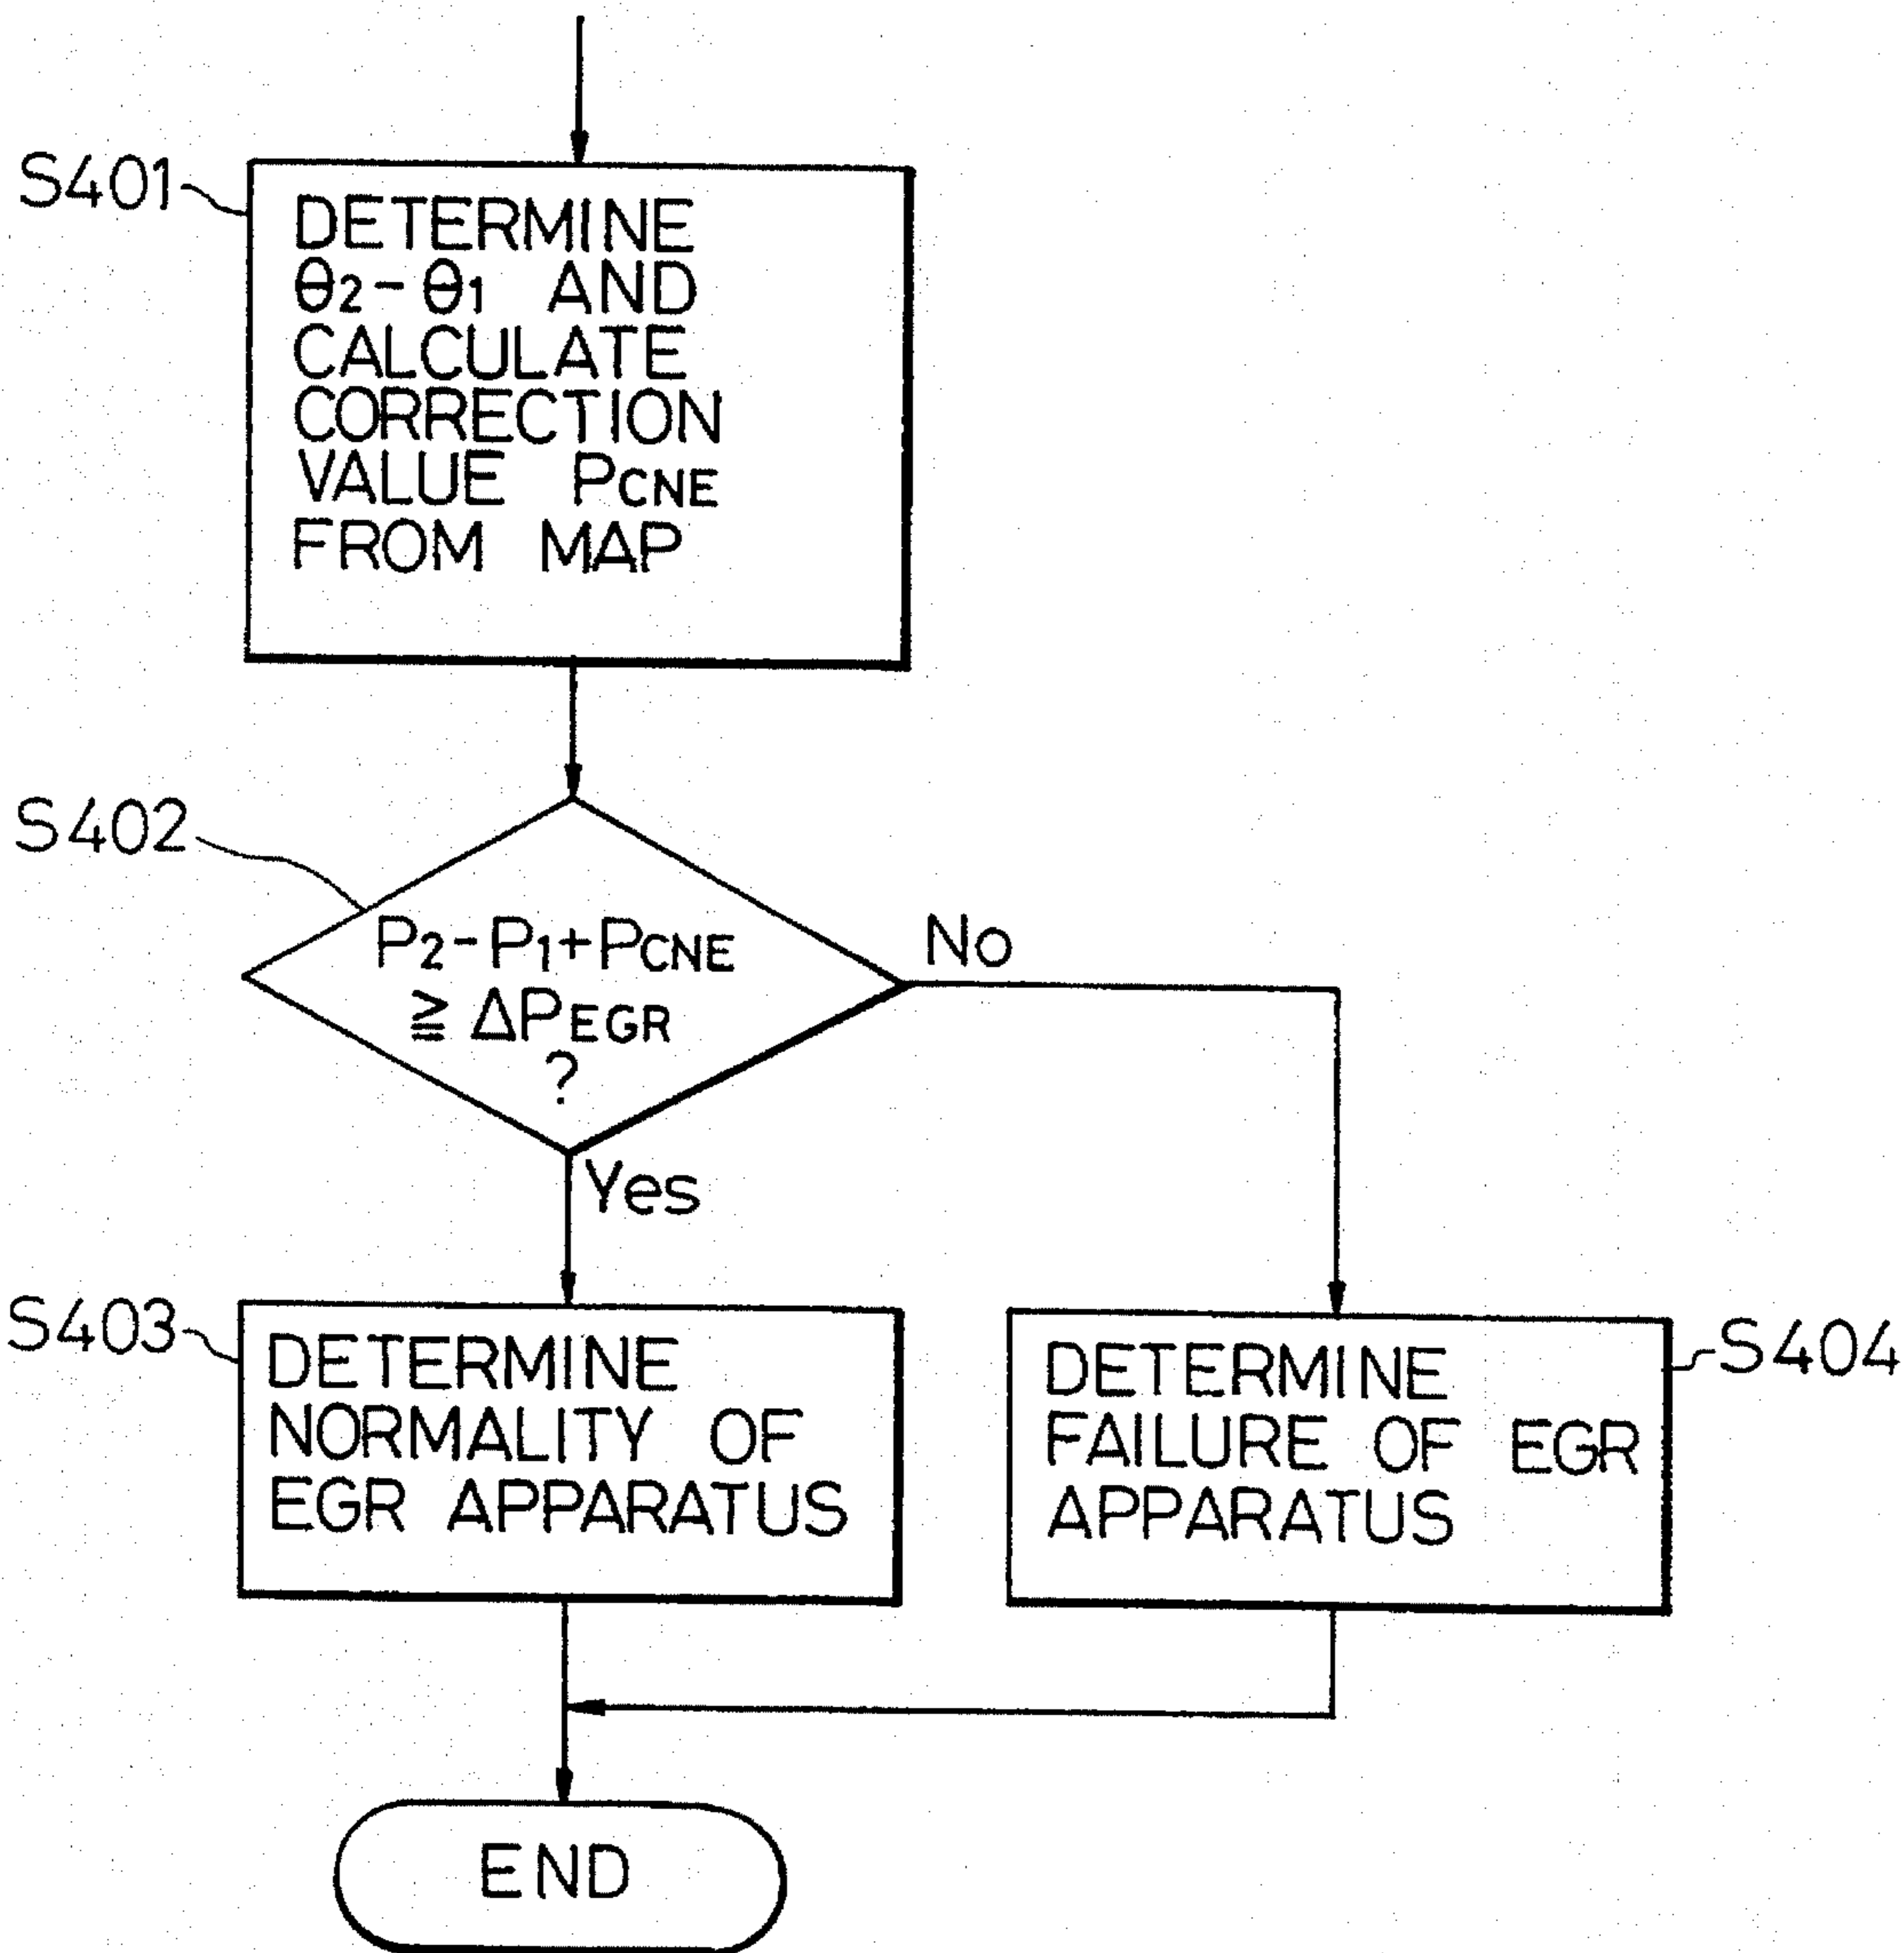 S401
DETERMINE
θ2-θ1 AND
CALCULATE
CORRECTION
VALUE PCNE
FROM MAP
S402
P2-P1+PCNE
≧ ΔPEGR
?
No
Yes
S403
DETERMINE
NORMALITY OF
EGR APPARATUS
DETERMINE
FAILURE OF EGR
APPARATUS
S404
END